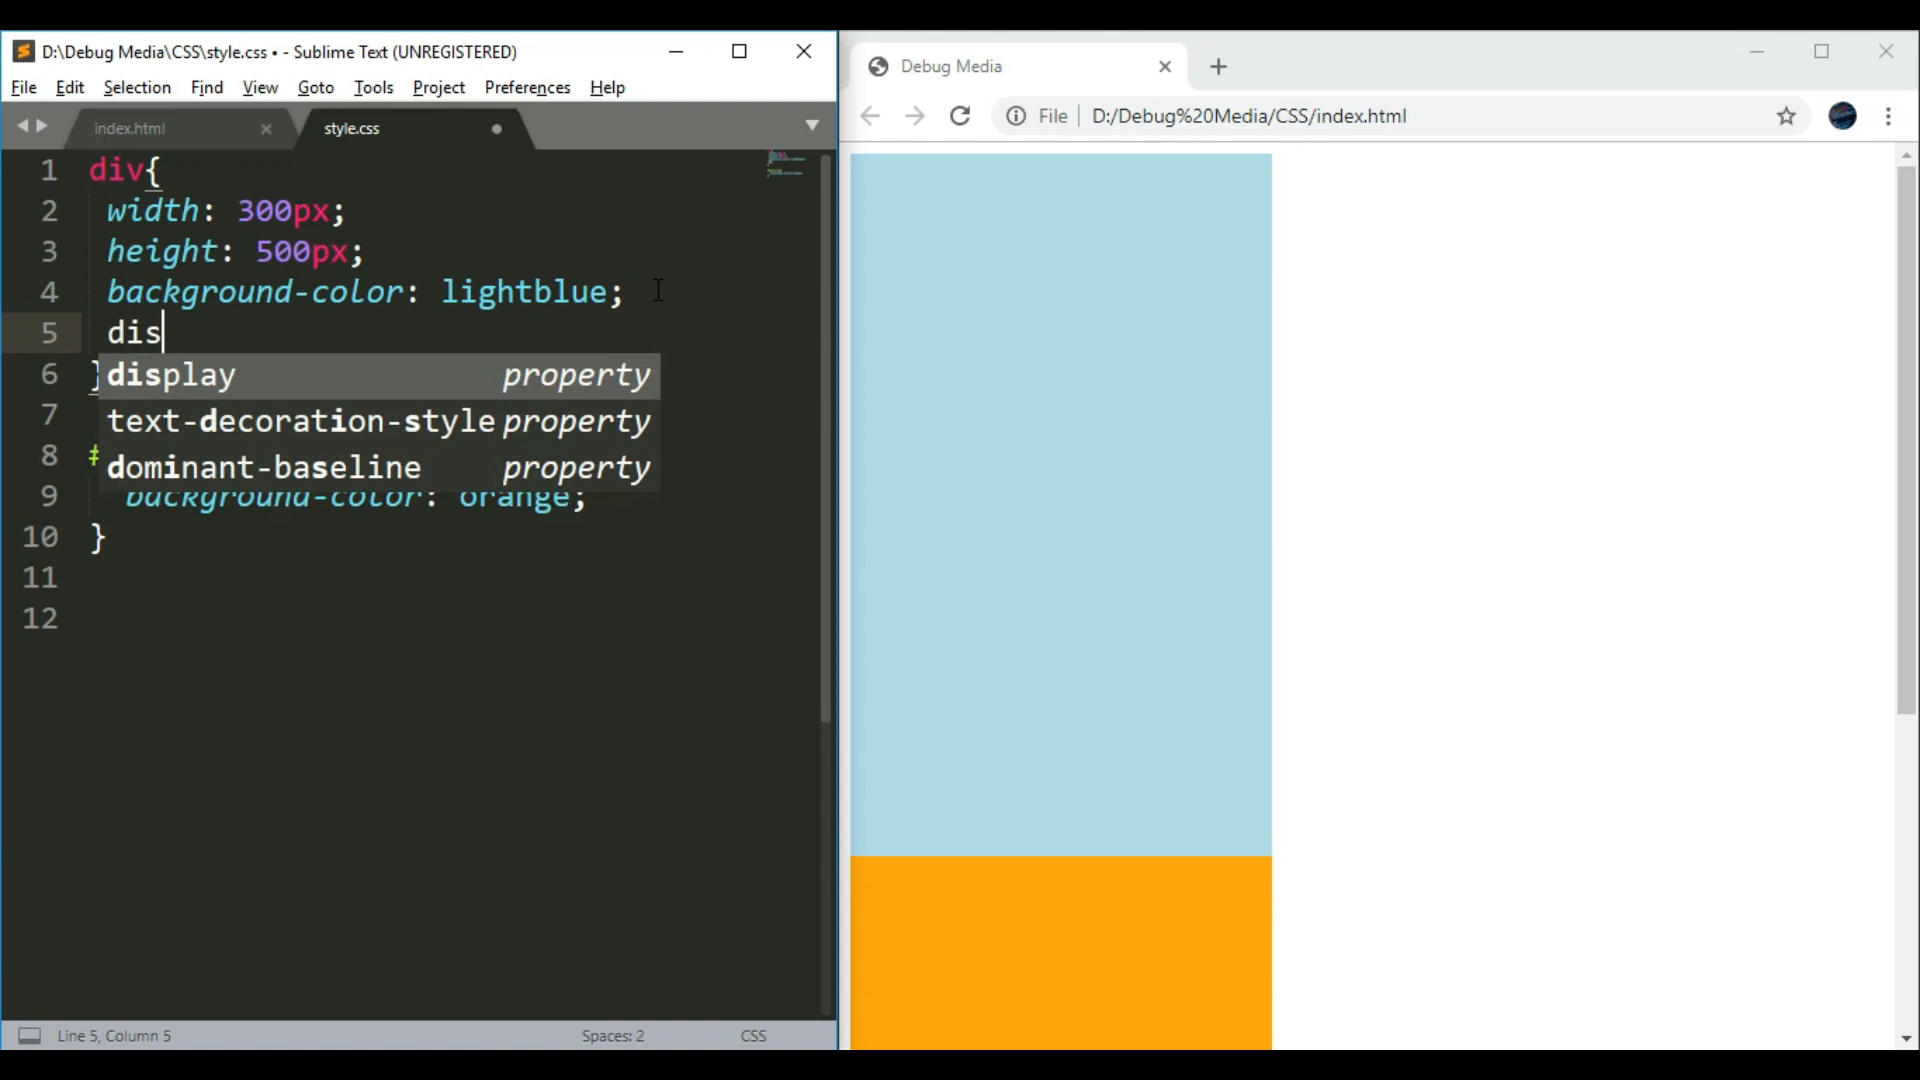 D:\Debug Media\CSS\style.css • - Sublime Text (UNREGISTERED)
File Edit Selection Find View Goto Tools Project Preferences Help
index.html
style.css
1 div{
2 width: 300px;
3 height: 500px;
4 background-color: lightblue;
5 dis
display property
text-decoration-style property
dominant-baseline property
6 }
7
8 #
9 background-color: orange;
10 }
11
12
Line 5, Column 5
Spaces: 2
CSS
Debug Media
File D:/Debug%20Media/CSS/index.html